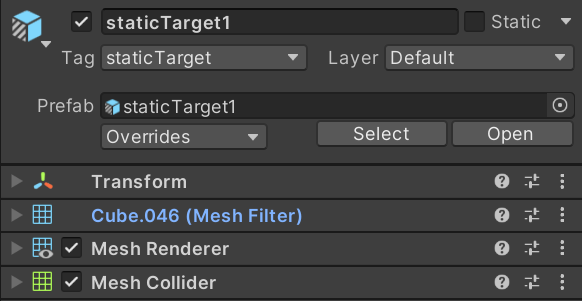 staticTarget1 Static
Tag staticTarget Layer Default
Prefab staticTarget1
Overrides Select Open
Transform
Cube.046 (Mesh Filter)
Mesh Renderer
Mesh Collider